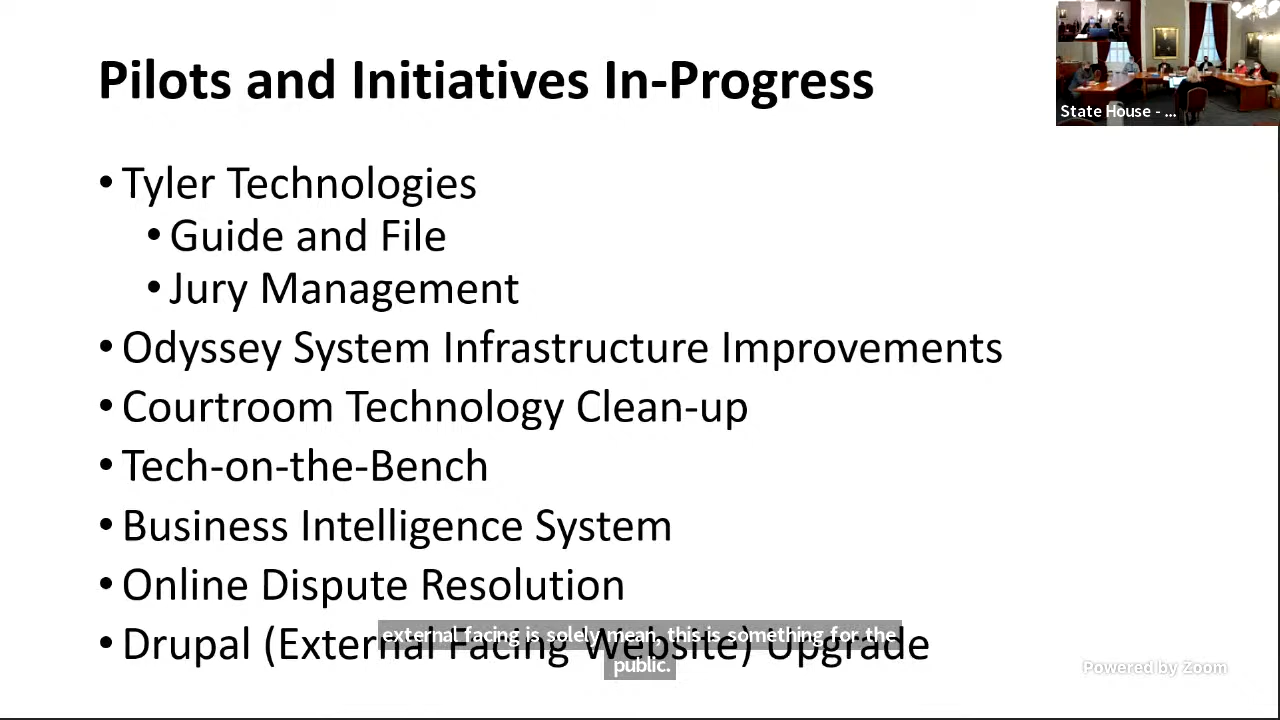 Pilots and Initiatives In-Progress
State House - ...
• Tyler Technologies
• Guide and File
• Jury Management
• Odyssey System Infrastructure Improvements
• Courtroom Technology Clean-up
• Tech-on-the-Bench
• Business Intelligence System
• Online Dispute Resolution
• Drupal (External Facing Website) Upgrade
external facing is solely mean, this is something for the
public.
Powered by Zoom